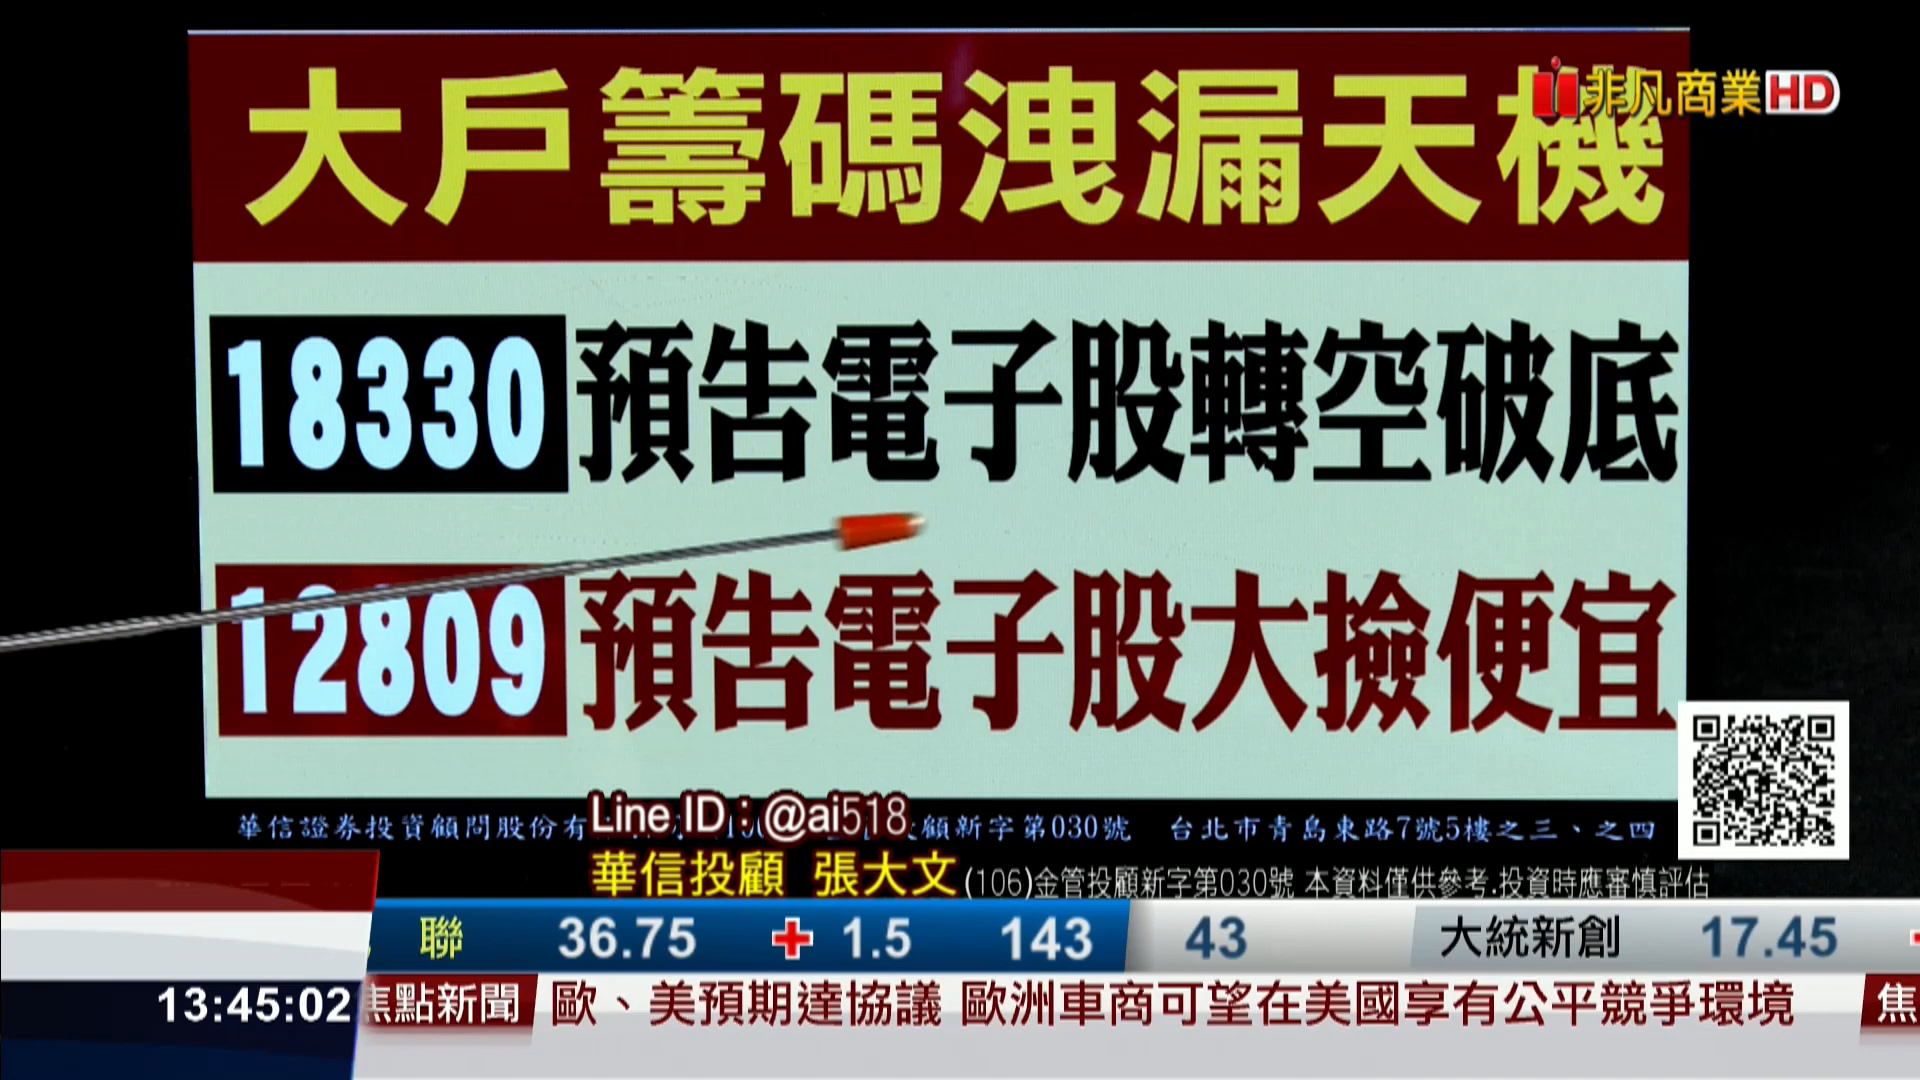 大戶籌碼洩漏天機
非凡商業HD
18330 預告電子股轉空破底
12809 預告電子股大撿便宜
Line ID：@ai518
華信證券投資顧問股份有 顧新字第030號 台北市青島東路7號5樓之三、之四
華信投顧 張大文 (106)金管投顧新字第030號 本資料僅供參考.投資時應審慎評估
聯 36.75 + 1.5 143 43 大統新創 17.45
13:45:02 焦點新聞 歐、美預期達協議 歐洲車商可望在美國享有公平競爭環境 焦